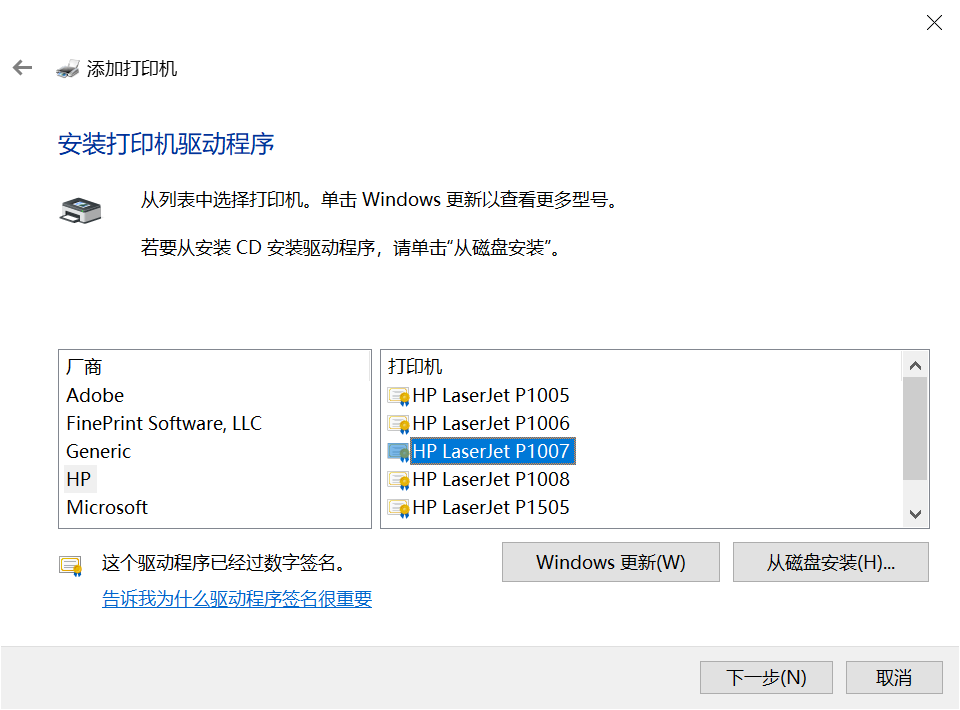 添加打印机
安装打印机驱动程序
从列表中选择打印机。单击 Windows 更新以查看更多型号。
若要从安装 CD 安装驱动程序，请单击“从磁盘安装”。
厂商
Adobe
FinePrint Software, LLC
Generic
HP
Microsoft
打印机
HP LaserJet P1005
HP LaserJet P1006
HP LaserJet P1007
HP LaserJet P1008
HP LaserJet P1505
这个驱动程序已经过数字签名。
告诉我为什么驱动程序签名很重要
Windows 更新(W)
从磁盘安装(H)...
下一步(N)
取消